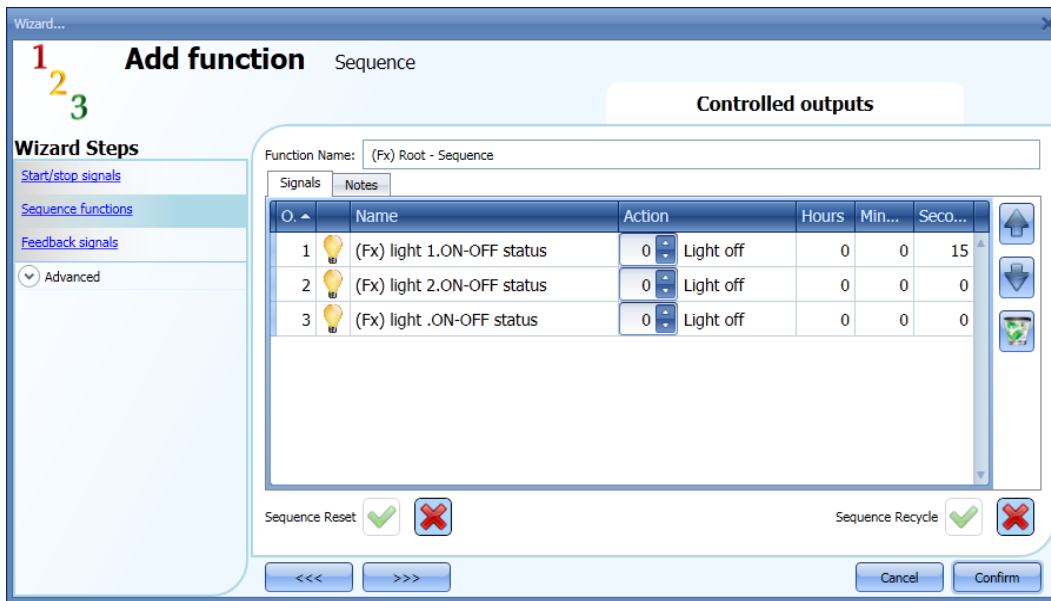 Wizard...
1 2 3
Add function Sequence
Controlled outputs
Wizard Steps
Start/stop signals
Sequence functions
Feedback signals
Advanced
Function Name: (Fx) Root - Sequence
Signals Notes
O. Name Action Hours Min... Seco...
1 (Fx) light 1.ON-OFF status 0 Light off 0 0 15
2 (Fx) light 2.ON-OFF status 0 Light off 0 0 0
3 (Fx) light .ON-OFF status 0 Light off 0 0 0
Sequence Reset Sequence Recycle
<<< >>> Cancel Confirm